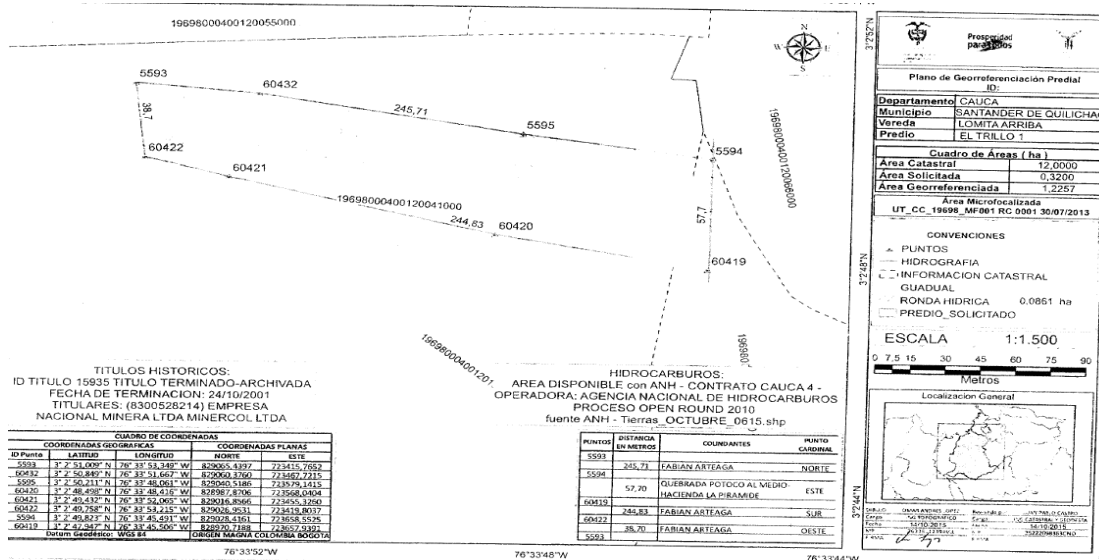 19698000400120055000
5593
60432
38,7
245,71
5595
5594
60422
60421
19698000400120041000
244,83
60420
57,7
60419
19698000400120066000
196980004001201
196980
N
W
E
S
3°2'52"N
3°2'48"N
3°2'44"N
76°33'52"W
76°33'48"W
76°33'44"W
TITULOS HISTORICOS:
ID TITULO 15935 TITULO TERMINADO-ARCHIVADA
FECHA DE TERMINACION: 24/10/2001
TITULARES: (8300528214) EMPRESA
NACIONAL MINERA LTDA MINERCOL LTDA
HIDROCARBUROS:
AREA DISPONIBLE con ANH - CONTRATO CAUCA 4 -
OPERADORA: AGENCIA NACIONAL DE HIDROCARBUROS
PROCESO OPEN ROUND 2010
fuente ANH - Tierras_OCTUBRE_0615.shp
CUADRO DE COORDENADAS
COORDENADAS GEOGRAFICAS COORDENADAS PLANAS
ID Punto LATITUD LONGITUD NORTE ESTE
5593 3° 2' 51,009" N 76° 33' 53,349" W 829065,4397 723415,7652
60432 3° 2' 50,849" N 76° 33' 51,667" W 829060,3760 723467,7215
5595 3° 2' 50,211" N 76° 33' 48,061" W 829040,5186 723579,1415
60420 3° 2' 48,498" N 76° 33' 48,416" W 828987,8706 723568,0404
60421 3° 2' 49,432" N 76° 33' 52,065" W 829016,8566 723455,3260
60422 3° 2' 49,758" N 76° 33' 53,215" W 829026,9531 723419,8037
5594 3° 2' 49,823" N 76° 33' 45,491" W 829028,4161 723658,5525
60419 3° 2' 47,947" N 76° 33' 45,506" W 828970,7188 723657,9391
Datum Geodésico: WGS 84 ORIGEN MAGNA COLOMBIA BOGOTA
PUNTOS DISTANCIA EN METROS COLINDANTES PUNTO CARDINAL
5593
245,71 FABIAN ARTEAGA NORTE
5594
57,70 QUEBRADA POTOCO AL MEDIO-HACIENDA LA PIRAMIDE ESTE
60419
244,83 FABIAN ARTEAGA SUR
60422
38,70 FABIAN ARTEAGA OESTE
5593
Prosperidad
para todos
Plano de Georreferenciación Predial
ID:
Departamento CAUCA
Municipio SANTANDER DE QUILICHAO
Vereda LOMITA ARRIBA
Predio EL TRILLO 1
Cuadro de Áreas ( ha )
Área Catastral 12,0000
Área Solicitada 0,3200
Área Georreferenciada 1,2257
Área Microfocalizada
UT_CC_19698_MF001 RC 0001 30/07/2013
CONVENCIONES
PUNTOS
HIDROGRAFIA
INFORMACION CATASTRAL
GUADUAL
RONDA HIDRICA 0,0861 ha
PREDIO_SOLICITADO
ESCALA 1:1.500
0 7,5 15 30 45 60 75 90
Metros
Localización General
14/10/2015